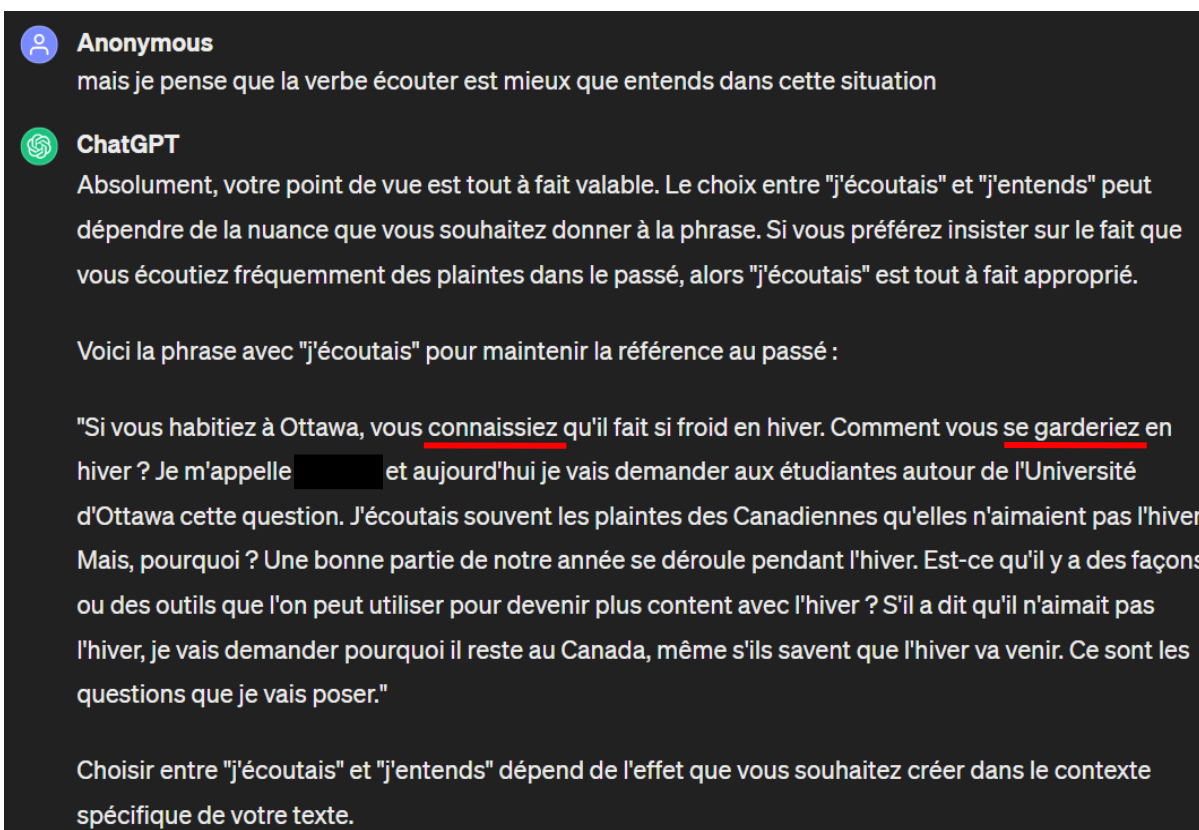 Anonymous
mais je pense que la verbe écouter est mieux que entends dans cette situation
ChatGPT
Absolument, votre point de vue est tout à fait valable. Le choix entre "j'écoutais" et "j'entends" peut
dépendre de la nuance que vous souhaitez donner à la phrase. Si vous préférez insister sur le fait que
vous écoutiez fréquemment des plaintes dans le passé, alors "j'écoutais" est tout à fait approprié.
Voici la phrase avec "j'écoutais" pour maintenir la référence au passé :
"Si vous habitiez à Ottawa, vous connaissiez qu'il fait si froid en hiver. Comment vous se garderiez en
hiver ? Je m'appelle et aujourd'hui je vais demander aux étudiantes autour de l'Université
d'Ottawa cette question. J'écoutais souvent les plaintes des Canadiennes qu'elles n'aimaient pas l'hiver
Mais, pourquoi ? Une bonne partie de notre année se déroule pendant l'hiver. Est-ce qu'il y a des façons
ou des outils que l'on peut utiliser pour devenir plus content avec l'hiver ? S'il a dit qu'il n'aimait pas
l'hiver, je vais demander pourquoi il reste au Canada, même s'ils savent que l'hiver va venir. Ce sont les
questions que je vais poser."
Choisir entre "j'écoutais" et "j'entends" dépend de l'effet que vous souhaitez créer dans le contexte
spécifique de votre texte.